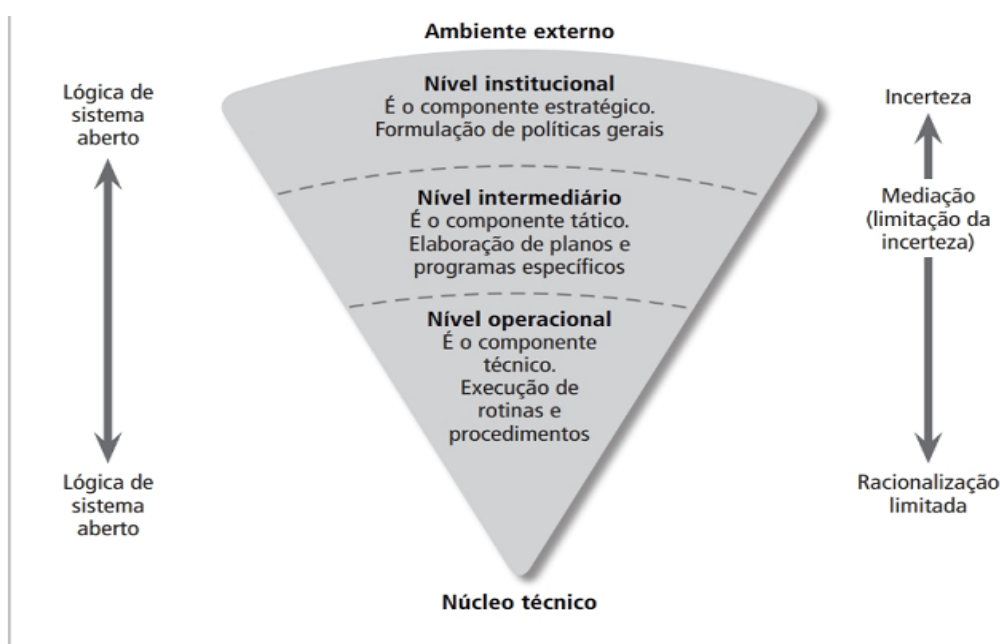 Ambiente externo
Lógica de
sistema
aberto
Nível institucional
É o componente estratégico.
Formulação de políticas gerais
Incerteza
Nível intermediário
É o componente tático.
Elaboração de planos e
programas específicos
Mediação
(limitação da
incerteza)
Nível operacional
É o componente
técnico.
Execução de
rotinas e
procedimentos
Lógica de
sistema
aberto
Racionalização
limitada
Núcleo técnico